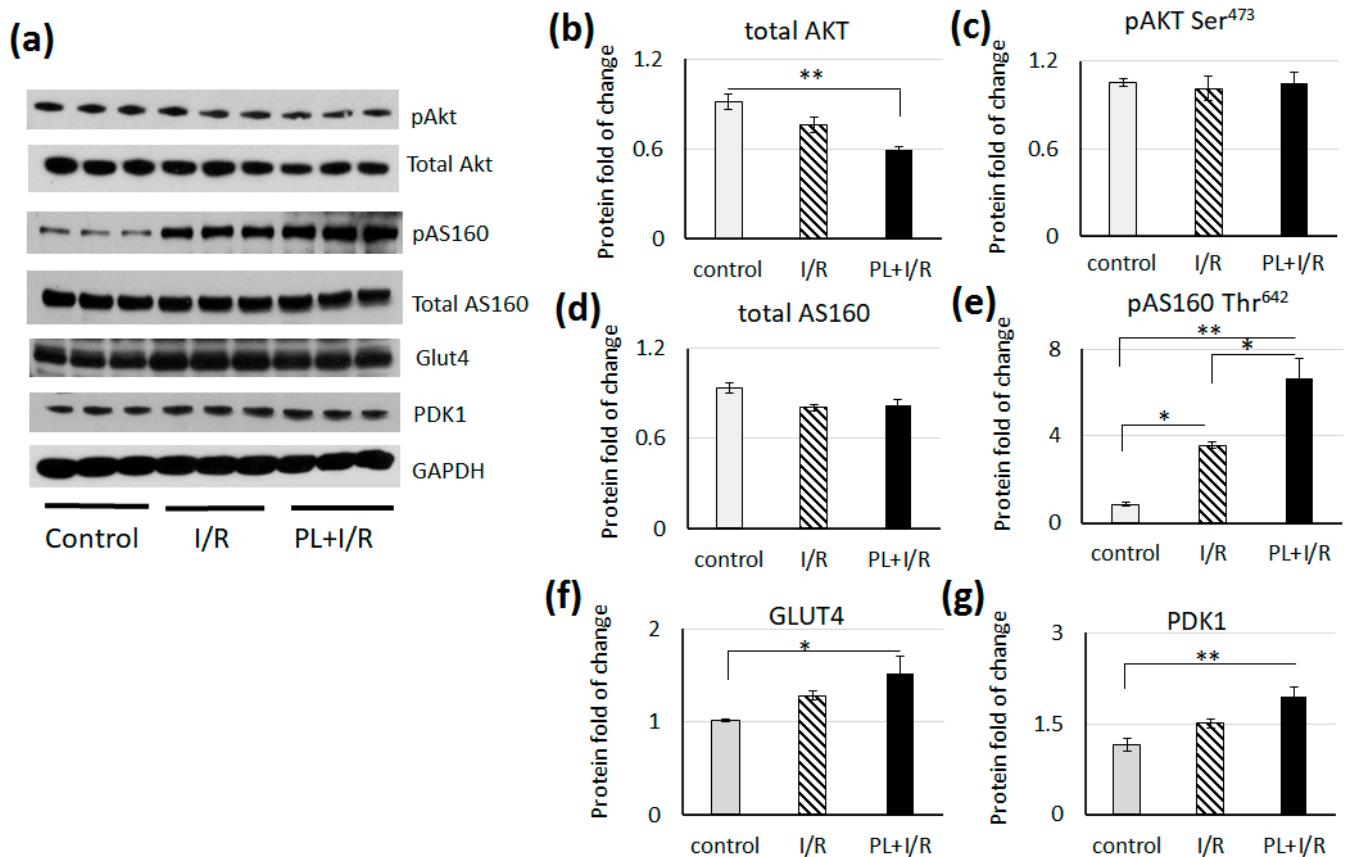 (a)
pAkt
Total Akt
pAS160
Total AS160
Glut4
PDK1
GAPDH
Control I/R PL+I/R
(b)
total AKT
Protein fold of change
1.2
0.6
0
**
control I/R PL+I/R
(c)
pAKT Ser473
Protein fold of change
1.2
0.6
0
control I/R PL+I/R
(d)
total AS160
Protein fold of change
1.2
0.6
0
control I/R PL+I/R
(e)
pAS160 Thr642
Protein fold of change
8
4
0
**
*
*
control I/R PL+I/R
(f)
GLUT4
Protein fold of change
2
1
0
*
control I/R PL+I/R
(g)
PDK1
Protein fold of change
3
1.5
0
**
control I/R PL+I/R